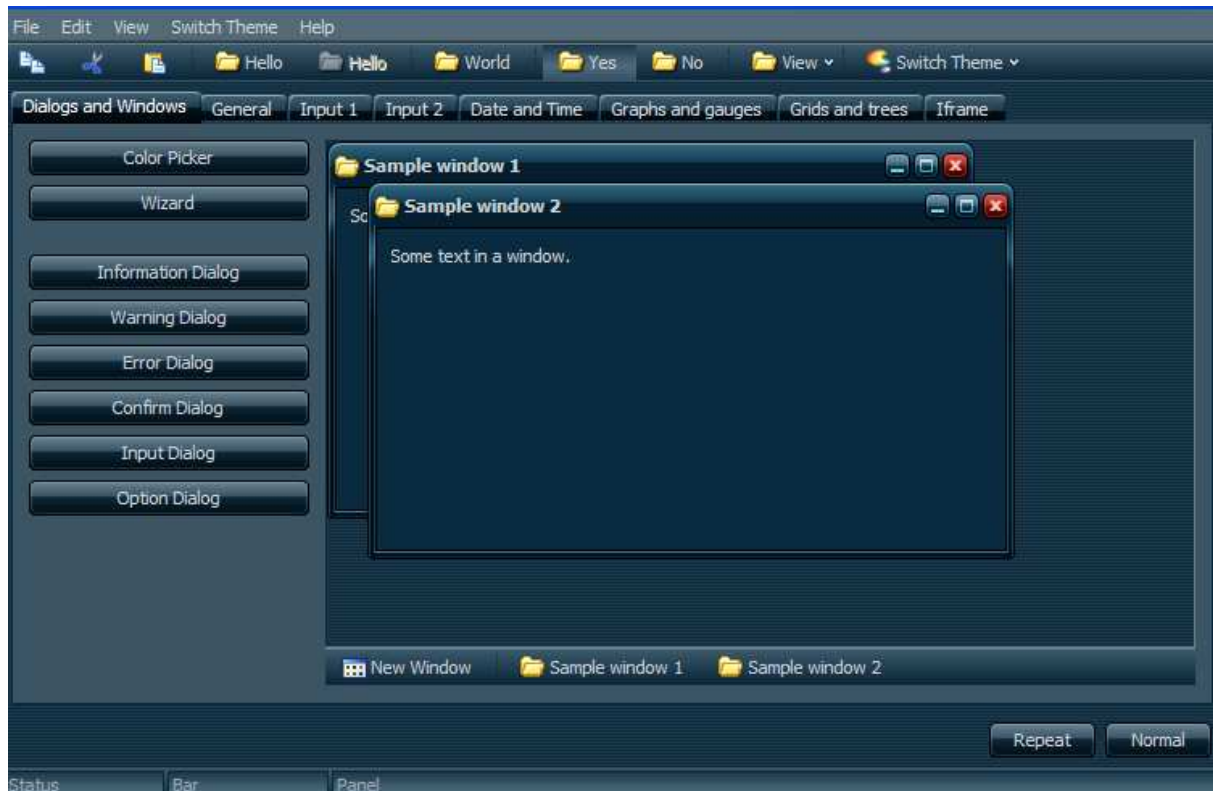 File Edit View Switch Theme Help
Hello Hello World Yes No View Switch Theme
Dialogs and Windows General Input 1 Input 2 Date and Time Graphs and gauges Grids and trees Iframe
Color Picker
Wizard
Information Dialog
Warning Dialog
Error Dialog
Confirm Dialog
Input Dialog
Option Dialog
Sample window 1
Sample window 2
Some text in a window.
New Window Sample window 1 Sample window 2
Repeat Normal
Status Bar Panel